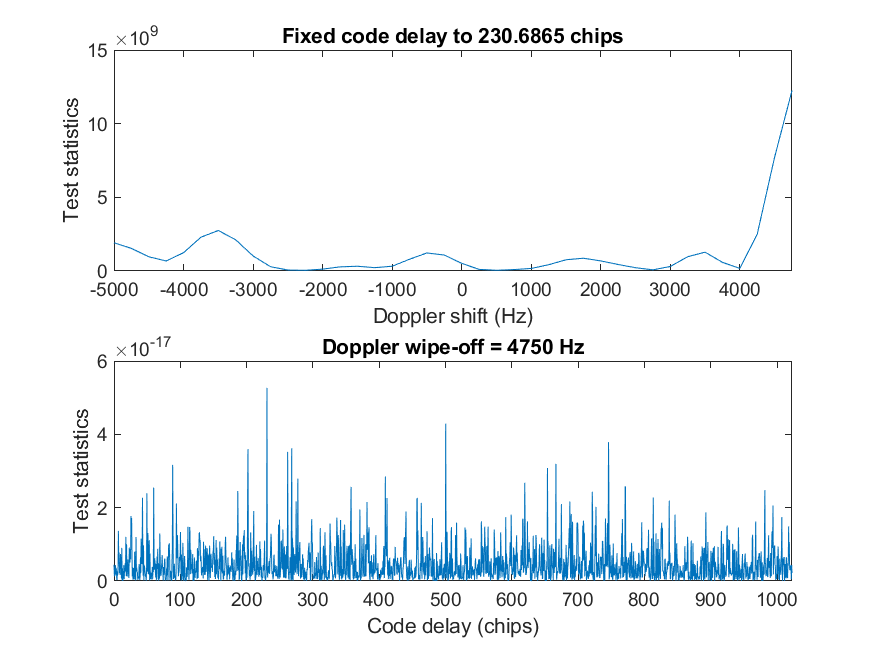 ×10^9
Fixed code delay to 230.6865 chips
15
10
5
0
Test statistics
-5000 -4000 -3000 -2000 -1000 0 1000 2000 3000 4000
Doppler shift (Hz)
×10^-17
Doppler wipe-off = 4750 Hz
6
4
2
0
Test statistics
0 100 200 300 400 500 600 700 800 900 1000
Code delay (chips)